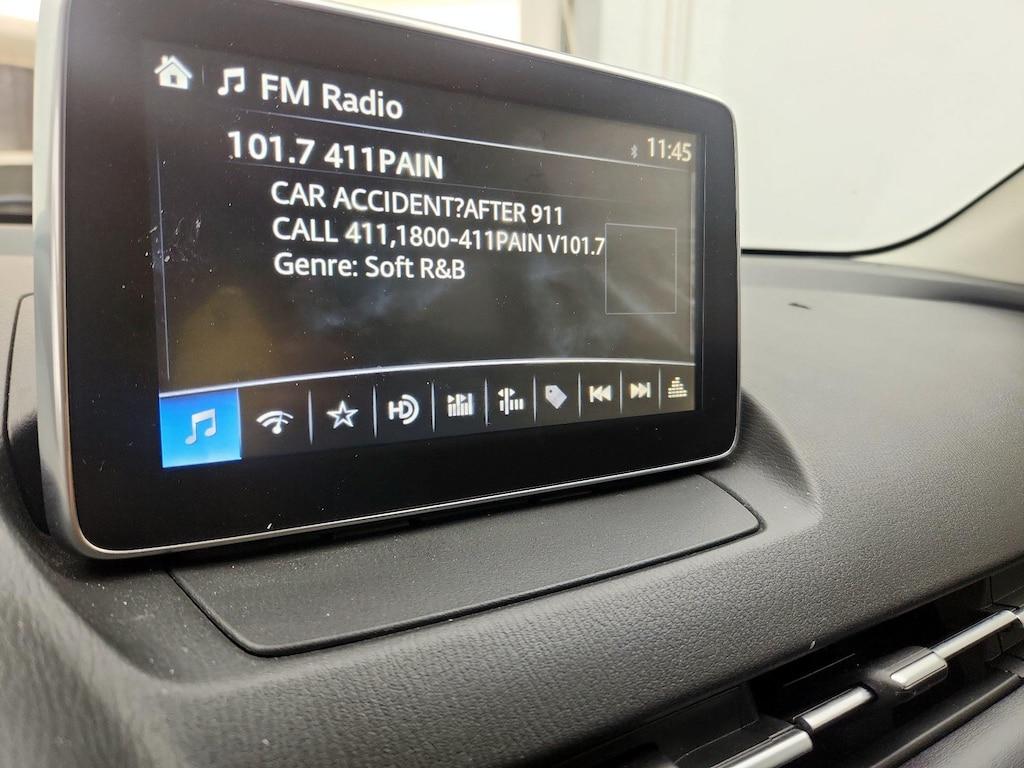 FM Radio
11:45
101.7 411PAIN
CAR ACCIDENT?AFTER 911
CALL 411,1800-411PAIN V101.7
Genre: Soft R&B
HD